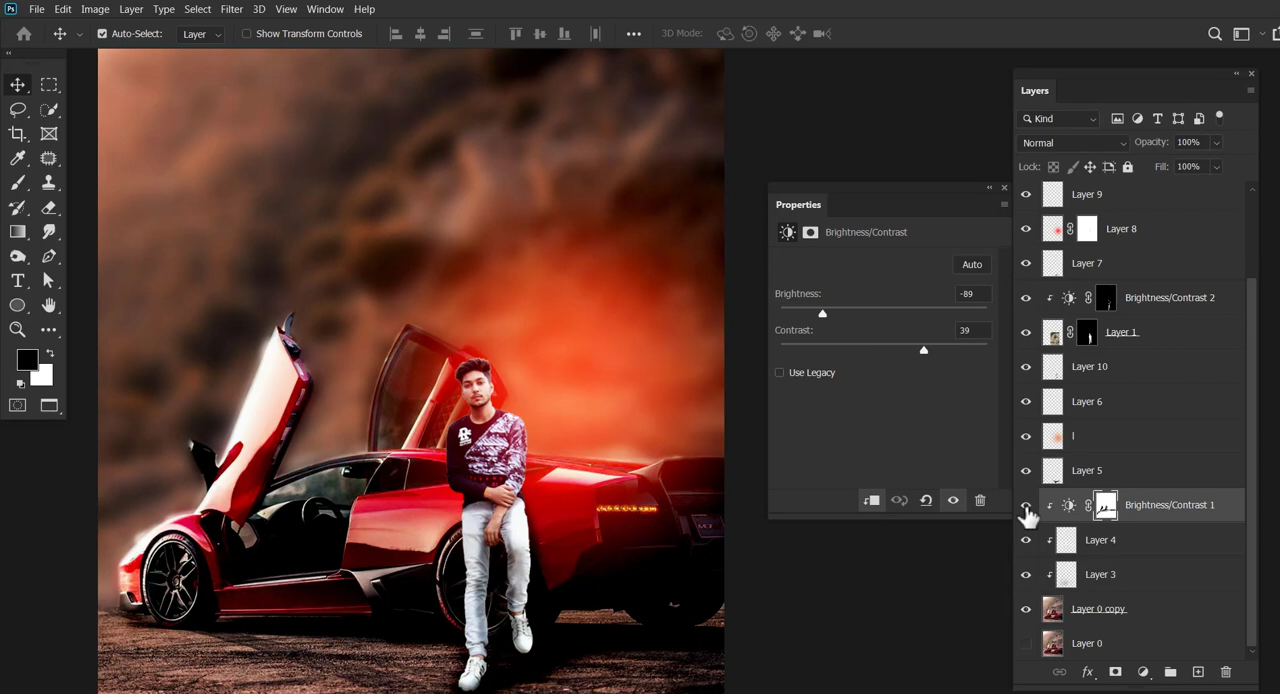 Ps File Edit Image Layer Type Select Filter 3D View Window Help
Auto-Select: Layer Show Transform Controls 3D Mode:
Layers
Kind
Normal Opacity: 100%
Lock: Fill: 100%
Layer 9
Layer 8
Layer 7
Brightness/Contrast 2
Layer 1
Layer 10
Layer 6
l
Layer 5
Brightness/Contrast 1
Layer 4
Layer 3
Layer 0 copy
Layer 0
fx
Properties
Brightness/Contrast
Auto
Brightness: -89
Contrast: 39
Use Legacy